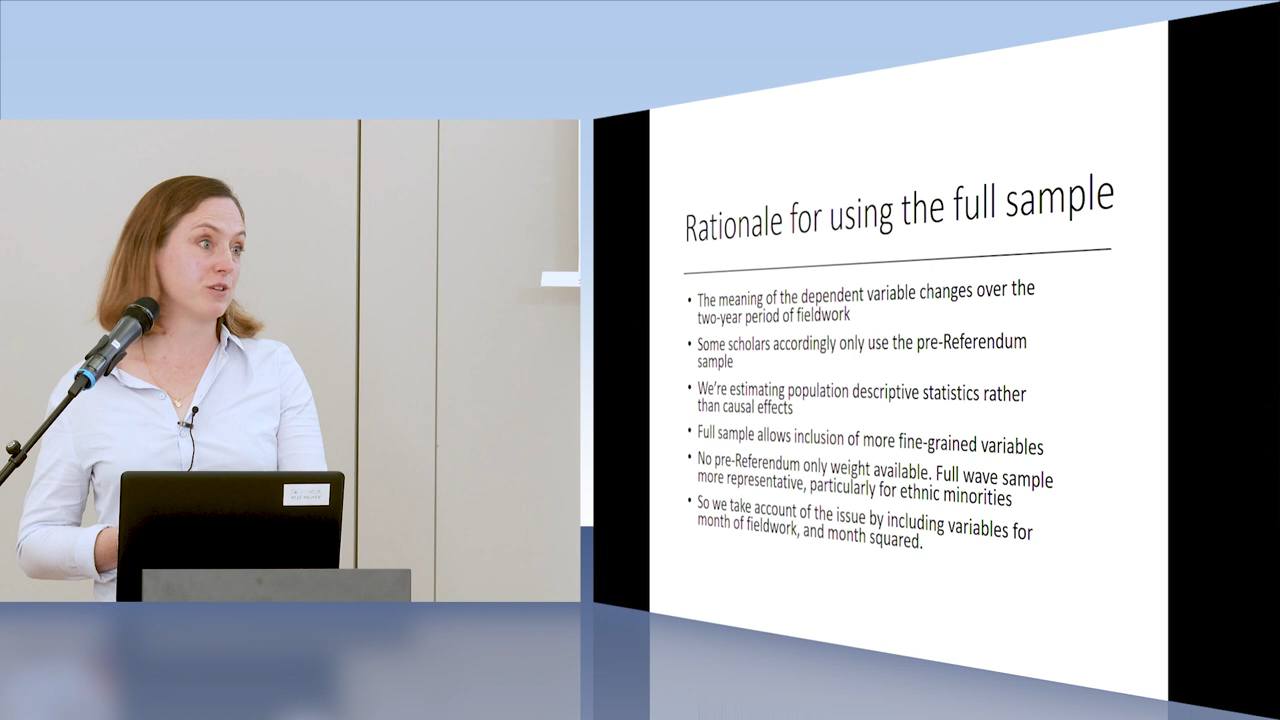 Rationale for using the full sample
• The meaning of the dependent variable changes over the
two-year period of fieldwork
• Some scholars accordingly only use the pre-Referendum
sample
• We're estimating population descriptive statistics rather
than causal effects
• Full sample allows inclusion of more fine-grained variables
• No pre-Referendum only weight available. Full wave sample
more representative, particularly for ethnic minorities
• So we take account of the issue by including variables for
month of fieldwork, and month squared.